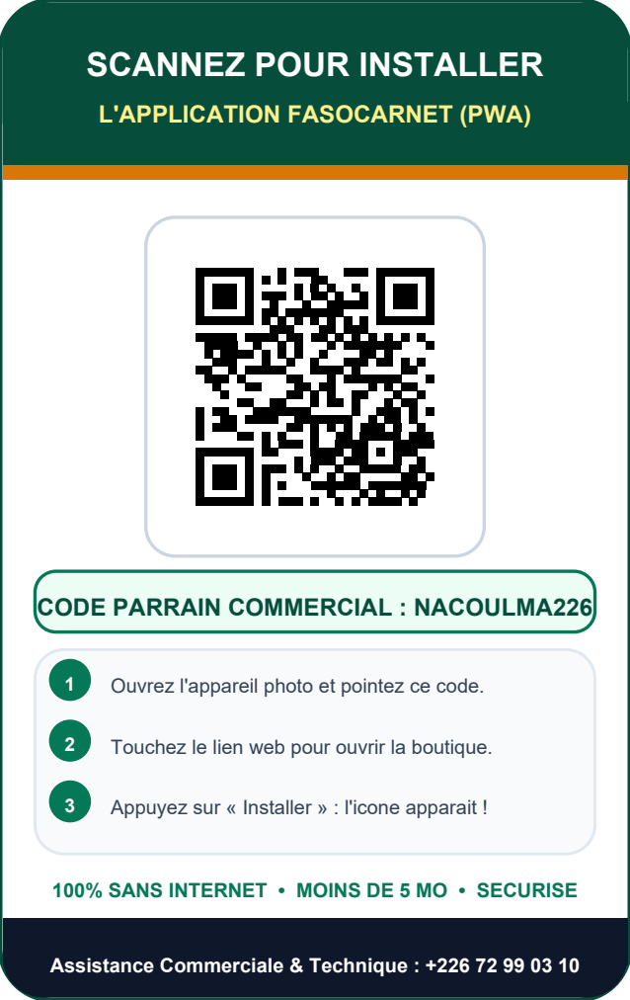 SCANNEZ POUR INSTALLER
L'APPLICATION FASOCARNET (PWA)
CODE PARRAIN COMMERCIAL : NACOULMA226
1 Ouvrez l'appareil photo et pointez ce code.
2 Touchez le lien web pour ouvrir la boutique.
3 Appuyez sur « Installer » : l'icone apparait !
100% SANS INTERNET • MOINS DE 5 MO • SECURISE
Assistance Commerciale & Technique : +226 72 99 03 10